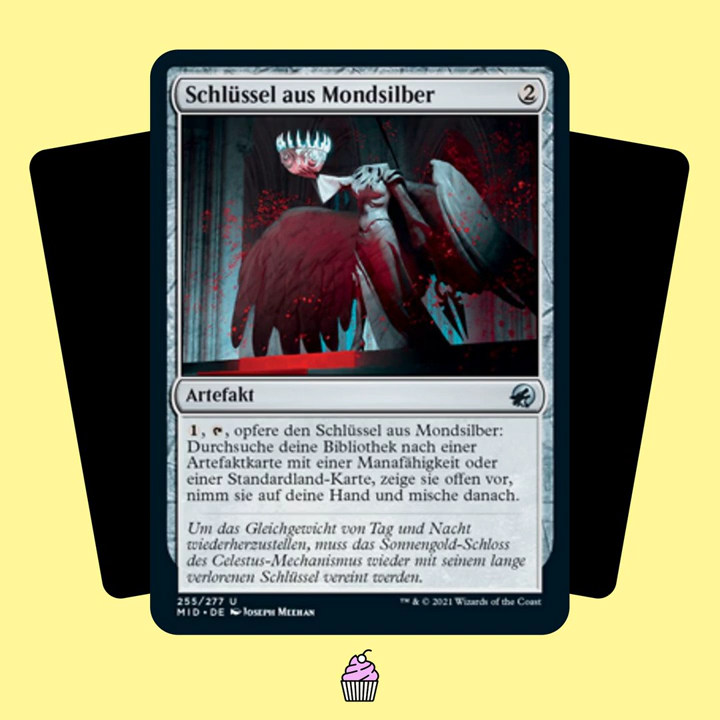 Schlüssel aus Mondsilber 2
Artefakt
1, , opfere den Schlüssel aus Mondsilber:
Durchsuche deine Bibliothek nach einer
Artefaktkarte mit einer Manafähigkeit oder
einer Standardland-Karte, zeige sie offen vor,
nimm sie auf deine Hand und mische danach.
Um das Gleichgewicht von Tag und Nacht
wiederherzustellen, muss das Sonnengold-Schloss
des Celestus-Mechanismus wieder mit seinem lange
verlorenen Schlüssel vereint werden.
255/277 U
MID • DE Joseph Meehan
™ & © 2021 Wizards of the Coast